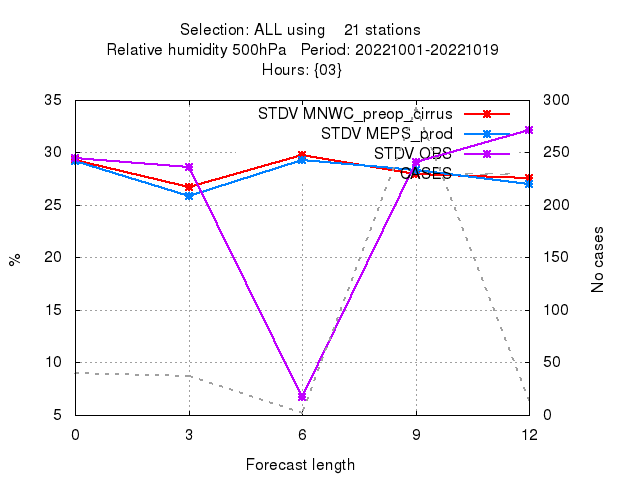 Selection: ALL using 21 stations
Relative humidity 500hPa Period: 20221001-20221019
Hours: {03}
STDV MNWC_preop_cirrus
STDV MEPS_prod
STDV OBS
CASES
35
30
25
20
15
10
5
300
250
200
150
100
50
0
%
No cases
0 3 6 9 12
Forecast length